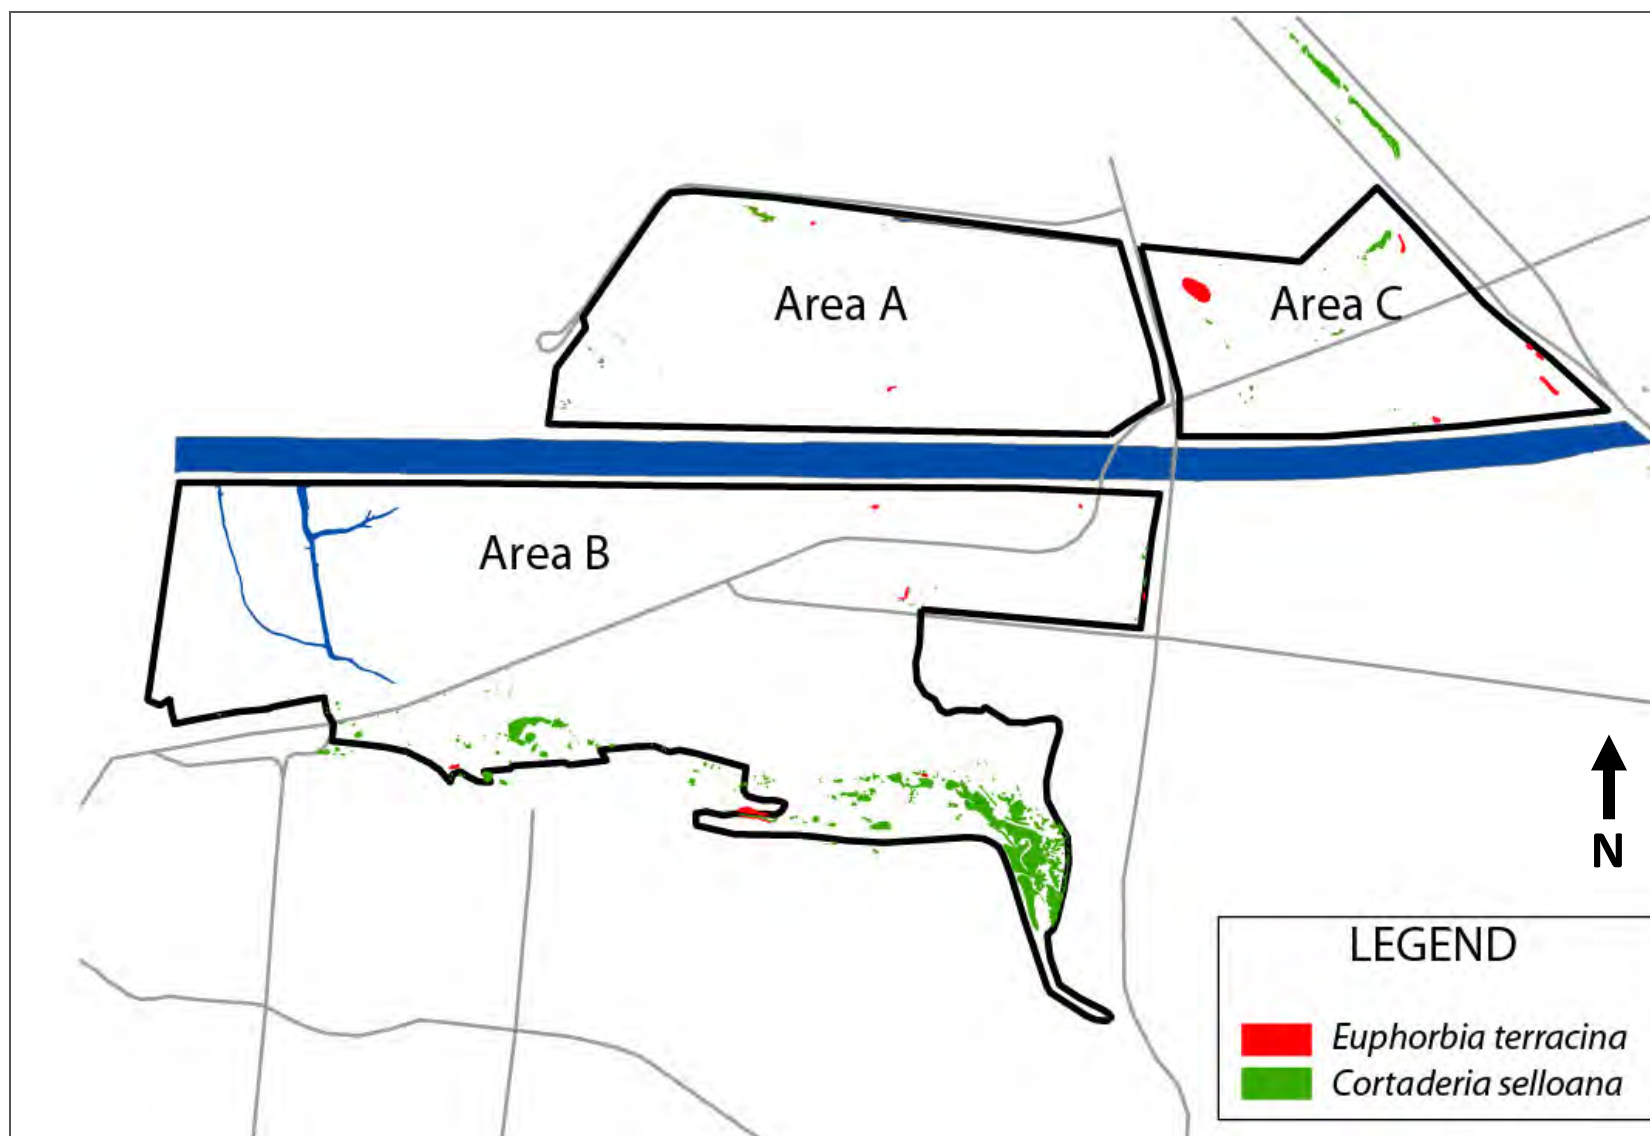 Area A
Area C
Area B
N
LEGEND
Euphorbia terracina
Cortaderia selloana